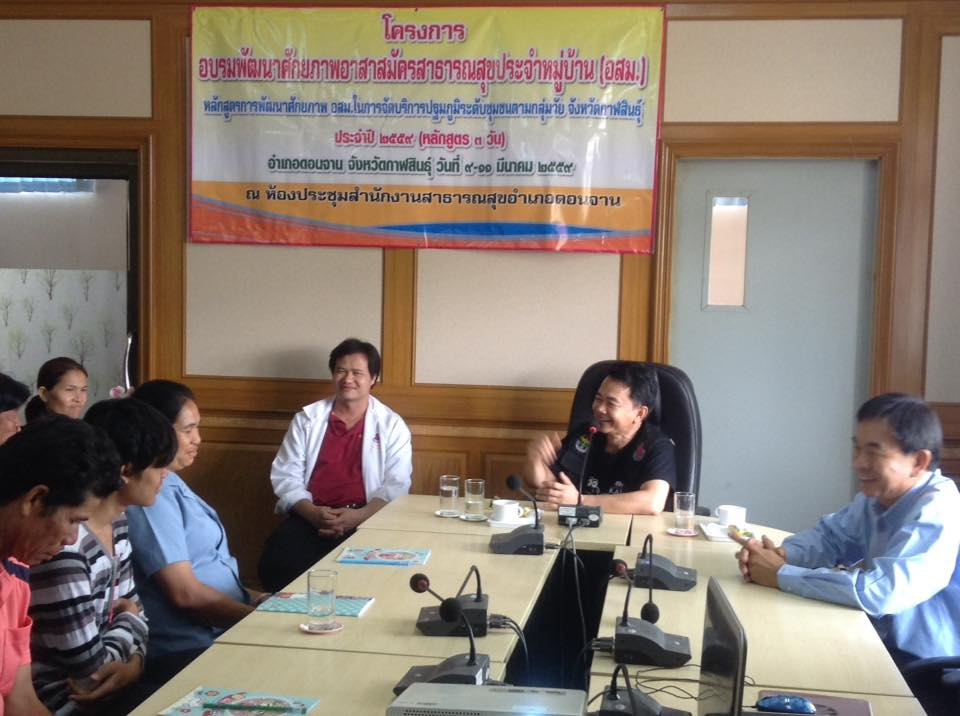 โครงการ
อบรมพัฒนาศักยภาพอาสาสมัครสาธารณสุขประจำหมู่บ้าน (อสม.)
หลักสูตรการพัฒนาศักยภาพ อสม.ในการจัดบริการปฐมภูมิระดับชุมชนตามกลุ่มวัย จังหวัดกาฬสินธุ์
ประจำปี ๒๕๕๙ (หลักสูตร ๓ วัน)
อำเภอดอนจาน จังหวัดกาฬสินธุ์ วันที่ ๙-๑๑ มีนาคม ๒๕๕๙
ณ ห้องประชุมสำนักงานสาธารณสุขอำเภอดอนจาน